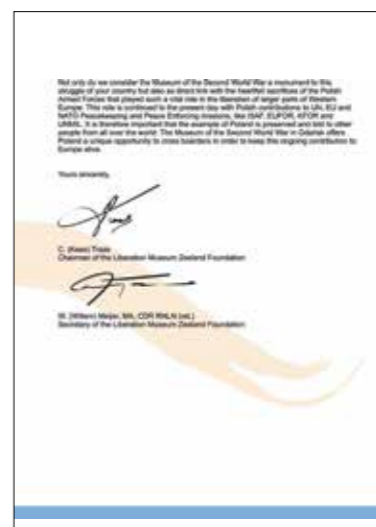 Not only do we consider the Museum of the Second World War a monument to this
struggle of your country but also as direct link with the heartfelt sacrifices of the Polish
Armed Forces that played such a vital role in the liberation of larger parts of Western
Europe. This role is continued to the present day with Polish contributions to UN, EU and
NATO Peacekeeping and Peace Enforcing missions, like ISAF, EUFOR, KFOR and
UNMIL. It is therefore important that the example of Poland is preserved and told to other
people from all over the world. The Museum of the Second World War in Gdańsk offers
Poland a unique opportunity to cross boarders in order to keep this ongoing contribution to
Europe alive.
Yours sincerely,
C. (Kees) Traas
Chairman of the Liberation Museum Zeeland Foundation
M. (Willem) Meijer, MA, CDR RNLN (ret.)
Secretary of the Liberation Museum Zeeland Foundation